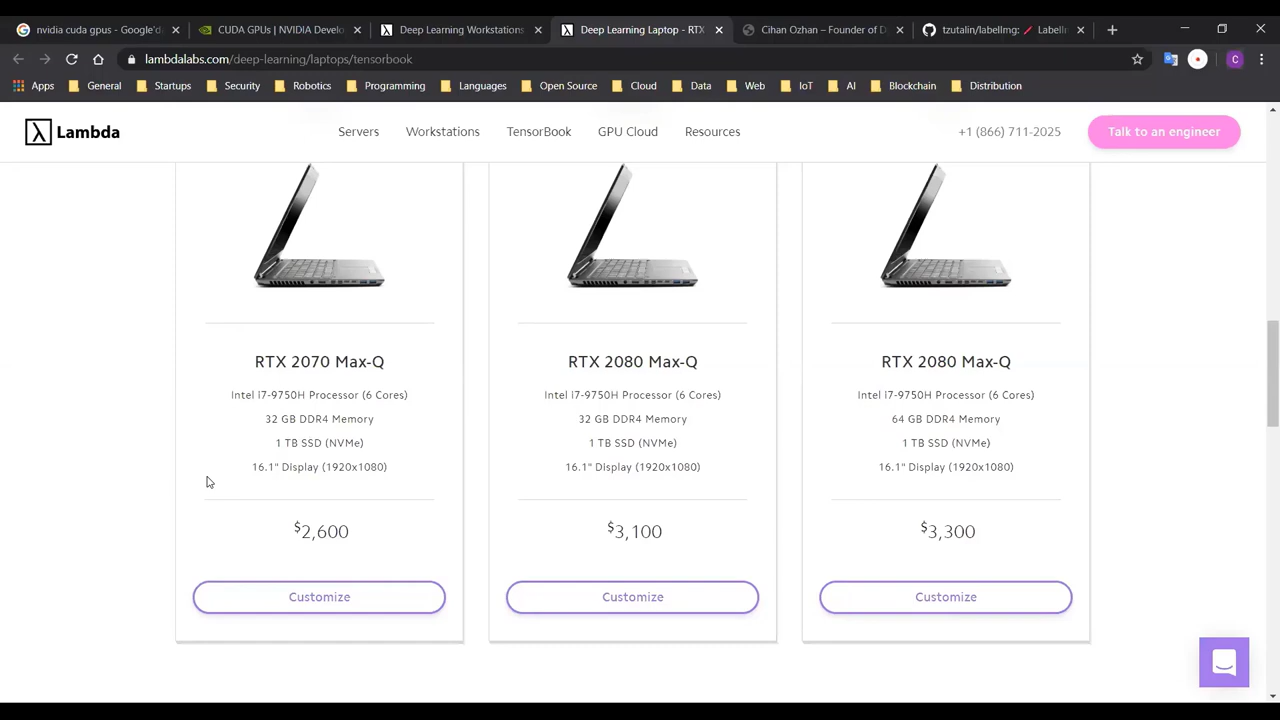 nvidia cuda gpus - Google'd
CUDA GPUs | NVIDIA Develo
Deep Learning Workstations
Deep Learning Laptop - RTX
Cihan Ozhan – Founder of D
tzutalin/labelImg: Labell
lambdalabs.com/deep-learning/laptops/tensorbook
C
Apps General Startups Security Robotics Programming Languages Open Source Cloud Data Web IoT AI Blockchain Distribution
Lambda
Servers Workstations TensorBook GPU Cloud Resources
+1 (866) 711-2025
Talk to an engineer
RTX 2070 Max-Q
Intel I7-9750H Processor (6 Cores)
32 GB DDR4 Memory
1 TB SSD (NVMe)
16.1" Display (1920x1080)
$2,600
Customize
RTX 2080 Max-Q
Intel I7-9750H Processor (6 Cores)
32 GB DDR4 Memory
1 TB SSD (NVMe)
16.1" Display (1920x1080)
$3,100
Customize
RTX 2080 Max-Q
Intel I7-9750H Processor (6 Cores)
64 GB DDR4 Memory
1 TB SSD (NVMe)
16.1" Display (1920x1080)
$3,300
Customize